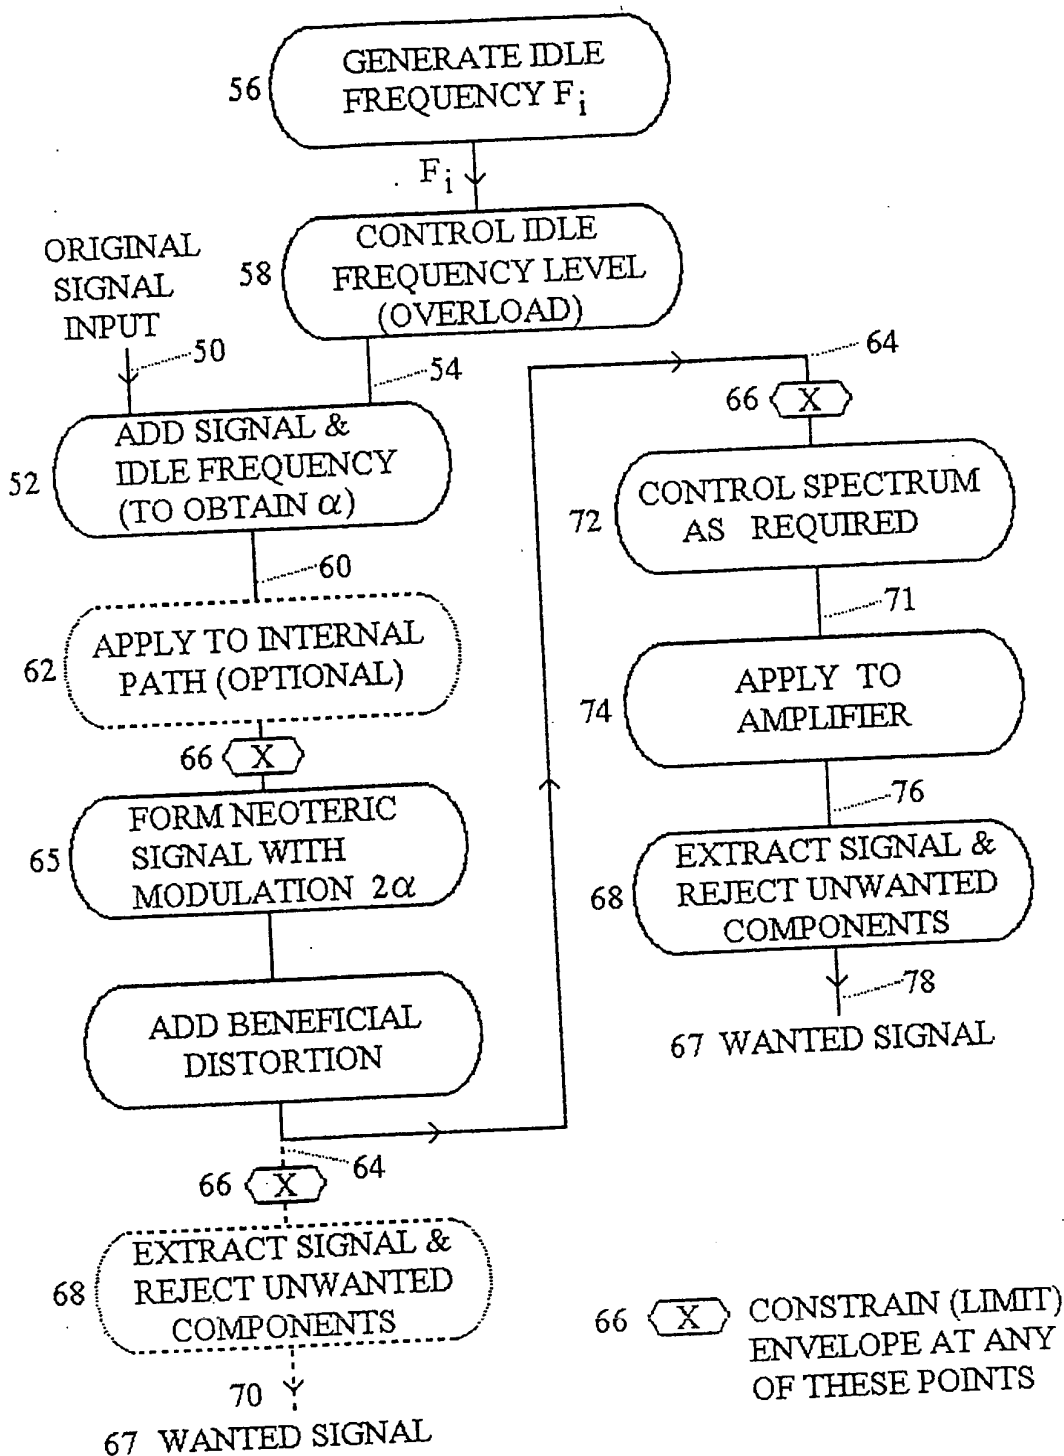 56
GENERATE IDLE
FREQUENCY Fi
Fi
ORIGINAL
SIGNAL
INPUT
50
58
CONTROL IDLE
FREQUENCY LEVEL
(OVERLOAD)
54
52
ADD SIGNAL &
IDLE FREQUENCY
(TO OBTAIN α)
60
62
APPLY TO INTERNAL
PATH (OPTIONAL)
66 X
65
FORM NEOTERIC
SIGNAL WITH
MODULATION 2α
ADD BENEFICIAL
DISTORTION
64
66 X
68
EXTRACT SIGNAL &
REJECT UNWANTED
COMPONENTS
70
67 WANTED SIGNAL
64
66 X
72
CONTROL SPECTRUM
AS REQUIRED
71
74
APPLY TO
AMPLIFIER
76
68
EXTRACT SIGNAL &
REJECT UNWANTED
COMPONENTS
78
67 WANTED SIGNAL
66 X CONSTRAIN (LIMIT)
ENVELOPE AT ANY
OF THESE POINTS